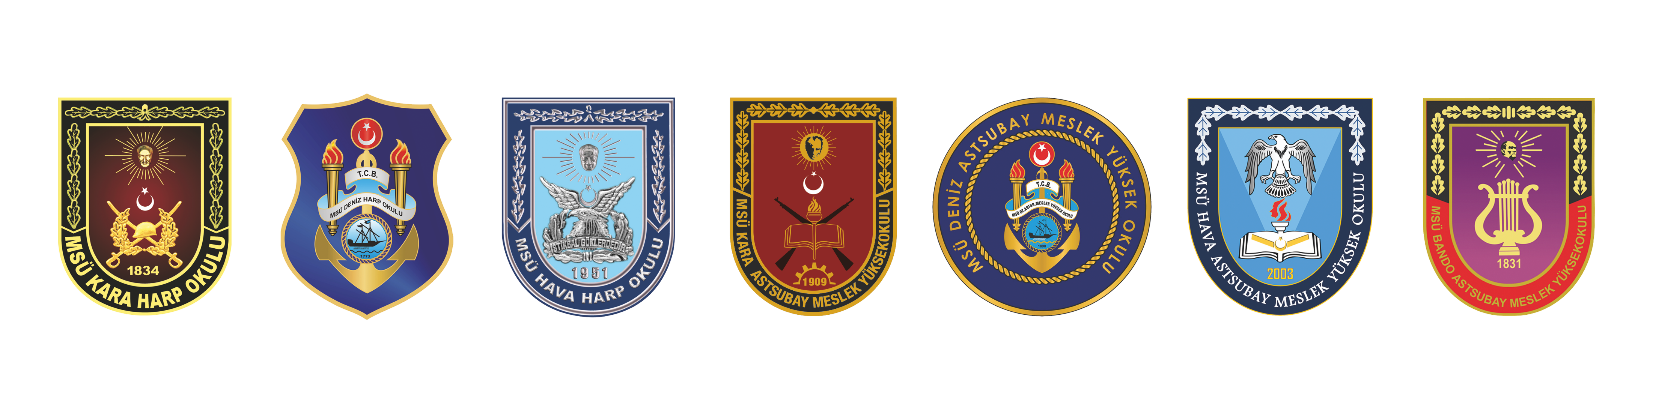 1834
MSÜ KARA HARP OKULU
T.C.B.
MSÜ DENİZ HARP OKULU
1951
MSÜ HAVA HARP OKULU
1909
MSÜ KARA ASTSUBAY MESLEK YÜKSEKOKULU
MSÜ DENİZ ASTSUBAY MESLEK YÜKSEK OKULU
T.C.B.
2003
MSÜ HAVA ASTSUBAY MESLEK YÜKSEK OKULU
1831
MSÜ BANDO ASTSUBAY MESLEK YÜKSEKOKULU